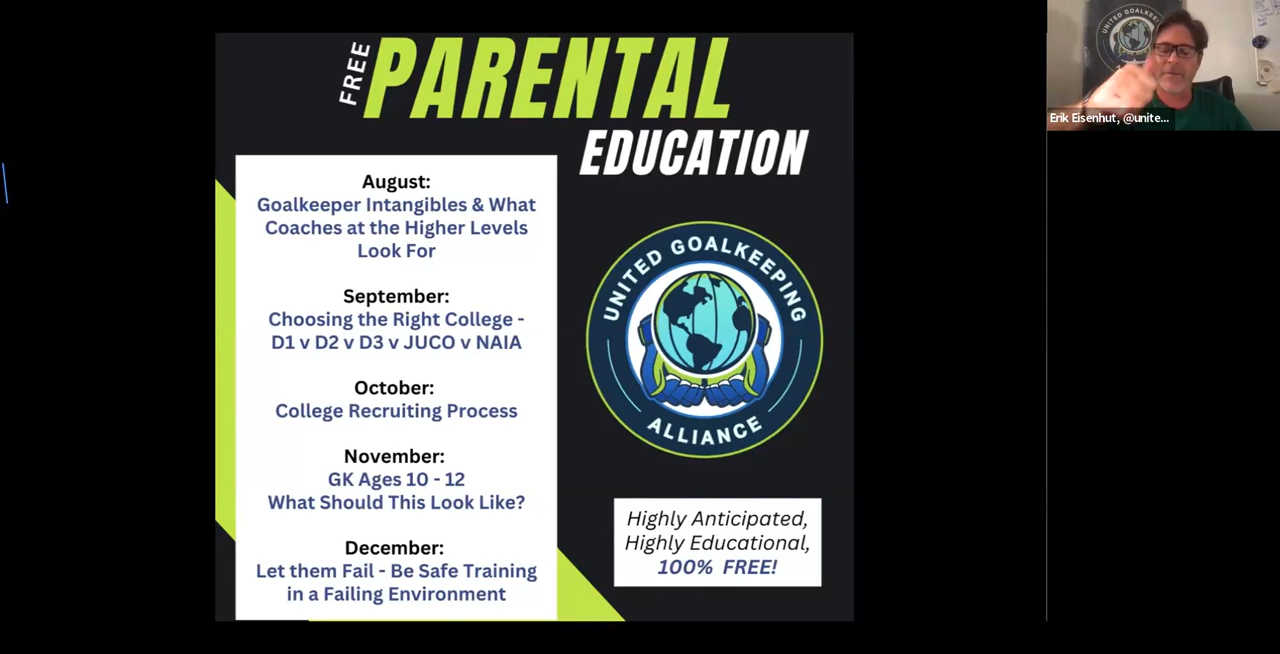 FREE
PARENTAL
EDUCATION
August:
Goalkeeper Intangibles & What
Coaches at the Higher Levels
Look For
September:
Choosing the Right College -
D1 v D2 v D3 v JUCO v NAIA
October:
College Recruiting Process
November:
GK Ages 10 - 12
What Should This Look Like?
December:
Let them Fail - Be Safe Training
in a Failing Environment
UNITED GOALKEEPING
ALLIANCE
Highly Anticipated,
Highly Educational,
100% FREE!
UNITED GOALKEE
Erik Eisenhut, @unite...